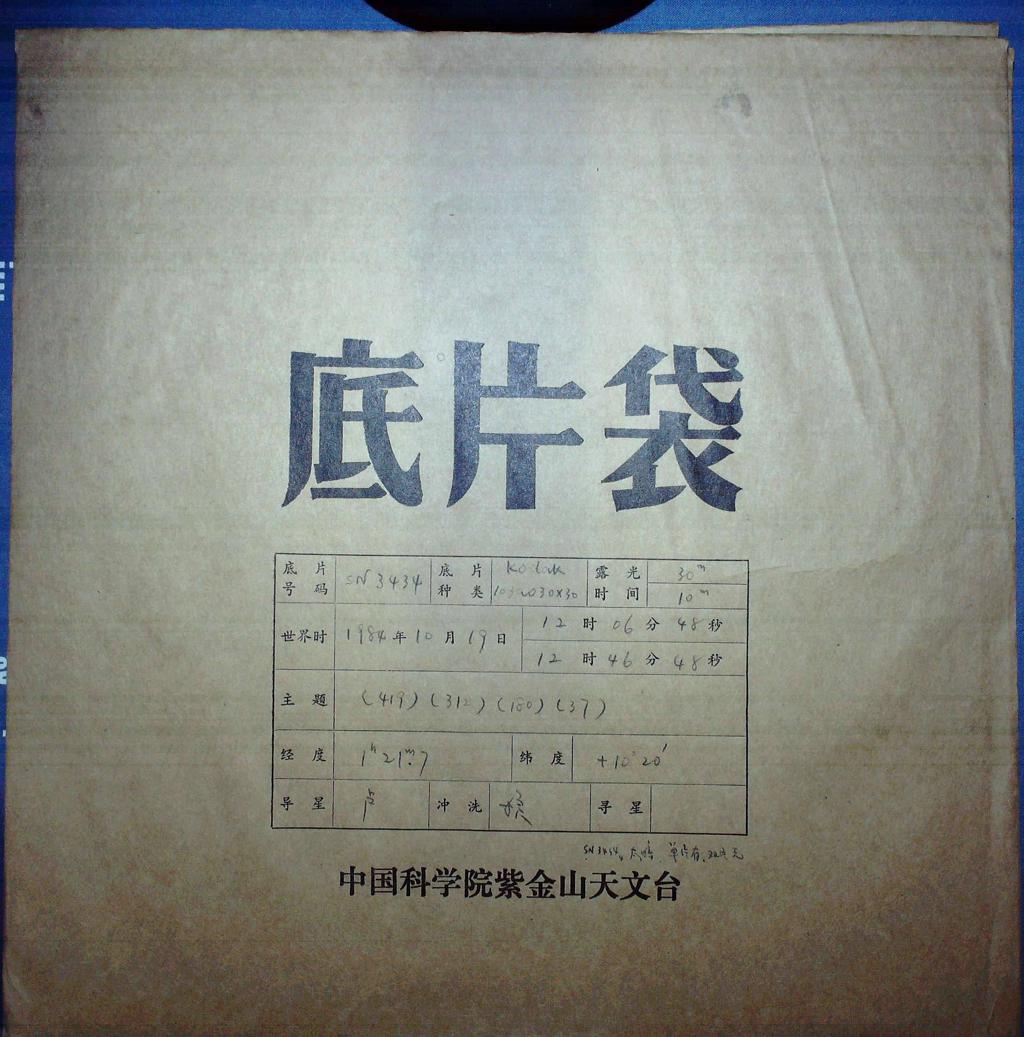 底片袋
底片号码 SN 3434 底片种类 Kodak 露光时间 30ᵐ
10ᵐ
世界时 1984年10月19日 12时06分48秒
12时46分48秒
主题 (419) (312) (180) (37)
经度 1ʰ21ᵐ.7 纬度 +10°20′
导星 卢 冲洗 寻星
中国科学院紫金山天文台